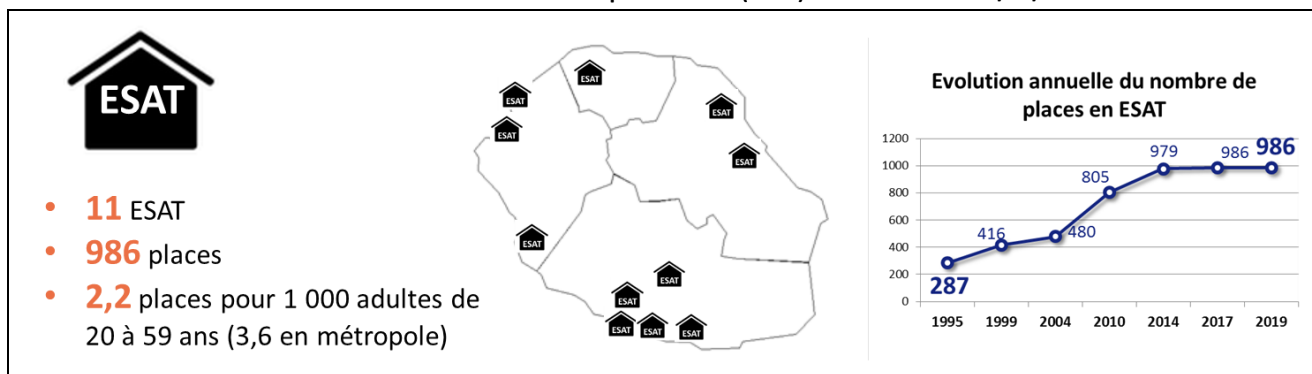 ESAT
11 ESAT
986 places
2,2 places pour 1 000 adultes de
20 à 59 ans (3,6 en métropole)
ESAT
ESAT
ESAT
ESAT
ESAT
ESAT
ESAT
ESAT
ESAT
ESAT
ESAT
Evolution annuelle du nombre de
places en ESAT
1200
1000
800
600
400
200
0
287
416
480
805
979
986
986
1995 1999 2004 2010 2014 2017 2019